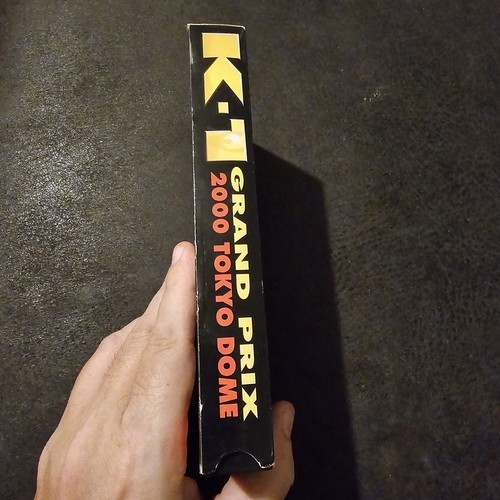 K-1
GRAND PRIX
2000 TOKYO DOME